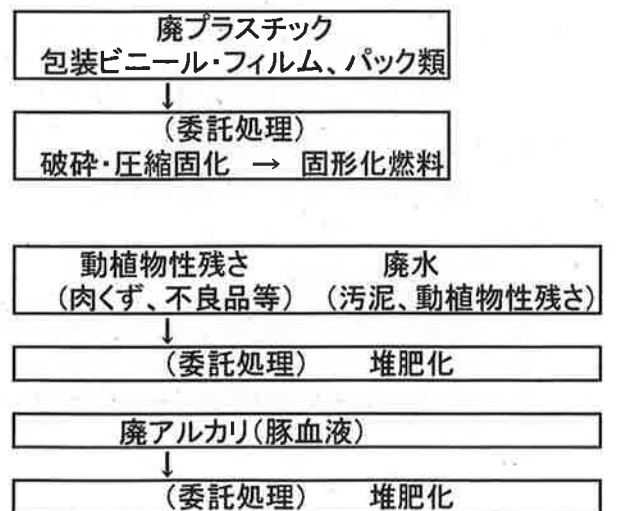 廃プラスチック
包装ビニール・フィルム、パック類
↓
(委託処理)
破砕・圧縮固化 → 固形化燃料
動植物性残さ 廃水
(肉くず、不良品等) (汚泥、動植物性残さ)
↓
(委託処理) 堆肥化
廃アルカリ(豚血液)
↓
(委託処理) 堆肥化